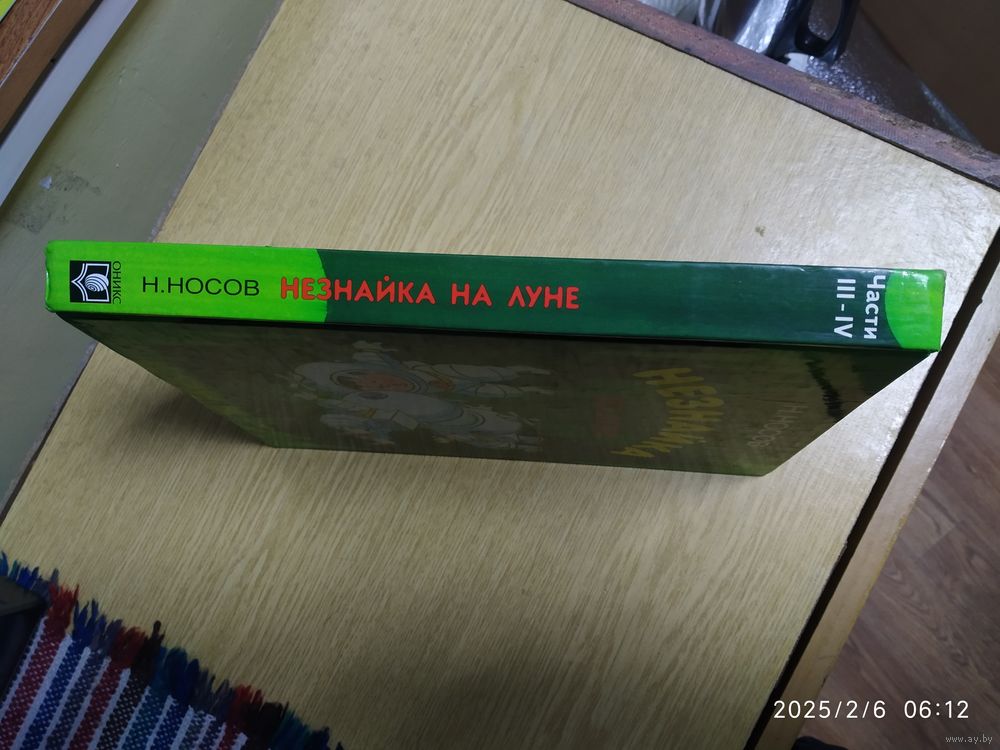 ОНИКС
Н.НОСОВ
НЕЗНАЙКА НА ЛУНЕ
Части
III - IV
Н.НОСОВ
НЕЗНАЙКА
2025/2/6 06:12
www.ay.by